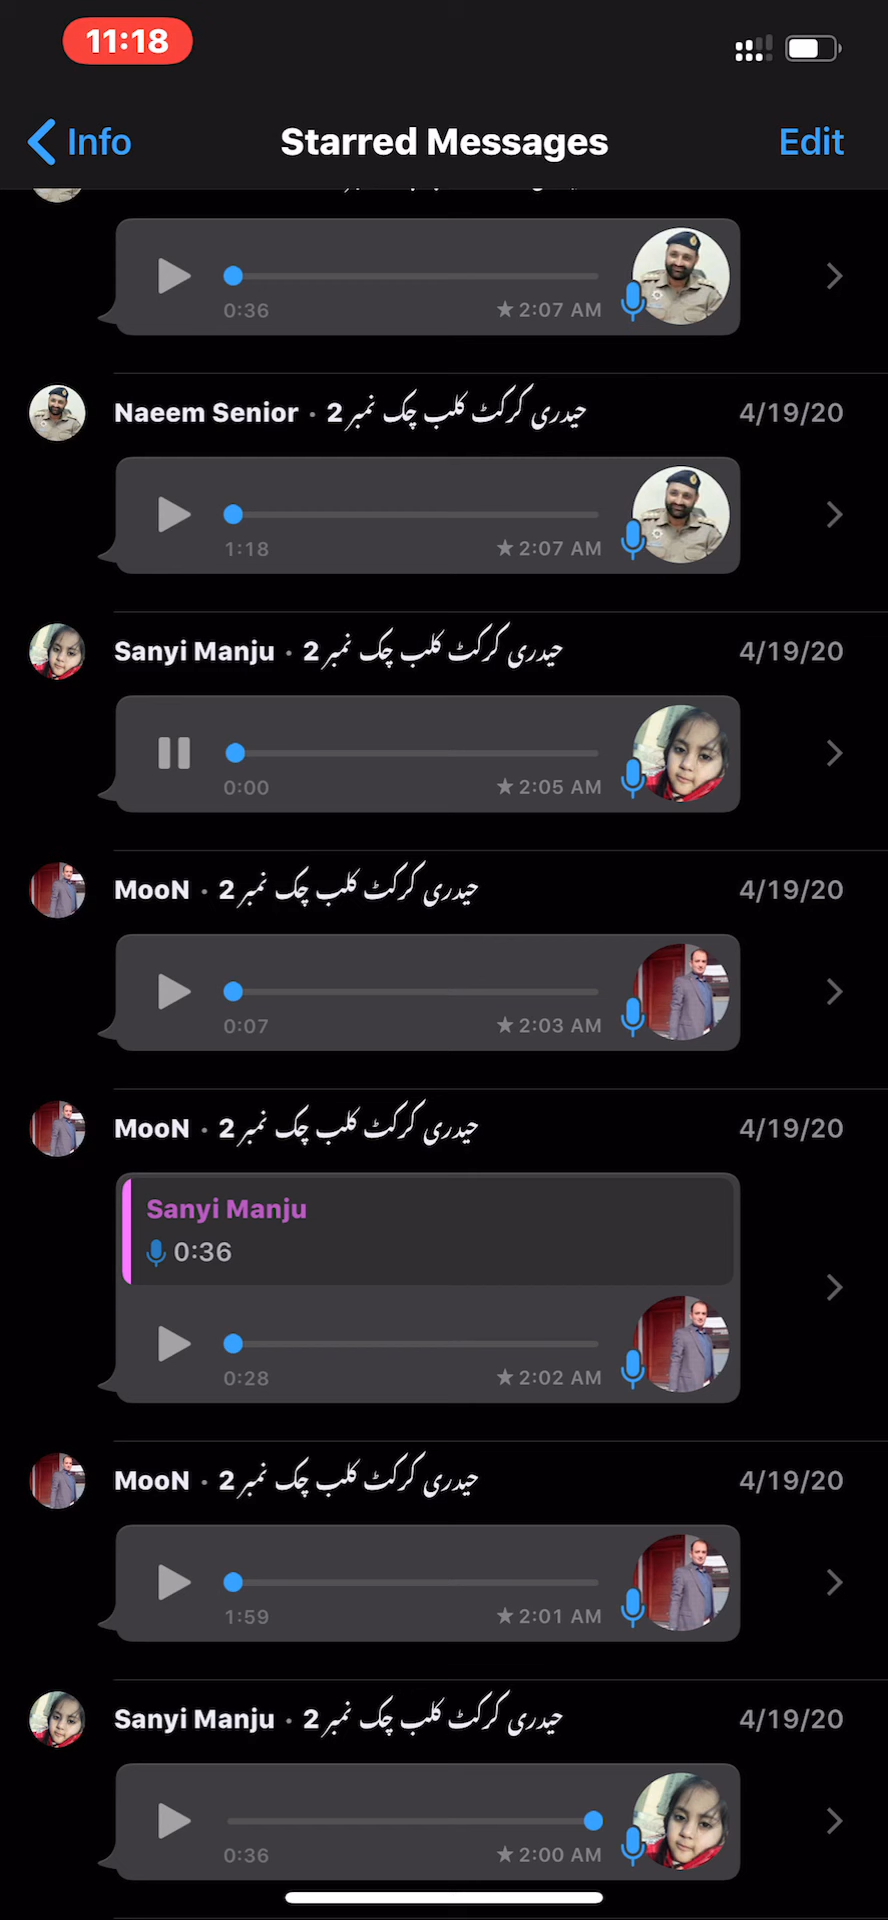 11:18
Info
Starred Messages
Edit
0:36
★ 2:07 AM
Naeem Senior · حیدری کرکٹ کلب چک نمبر 2
4/19/20
1:18
★ 2:07 AM
Sanyi Manju · حیدری کرکٹ کلب چک نمبر 2
4/19/20
0:00
★ 2:05 AM
MooN · حیدری کرکٹ کلب چک نمبر 2
4/19/20
0:07
★ 2:03 AM
MooN · حیدری کرکٹ کلب چک نمبر 2
4/19/20
Sanyi Manju
0:36
0:28
★ 2:02 AM
MooN · حیدری کرکٹ کلب چک نمبر 2
4/19/20
1:59
★ 2:01 AM
Sanyi Manju · حیدری کرکٹ کلب چک نمبر 2
4/19/20
0:36
★ 2:00 AM